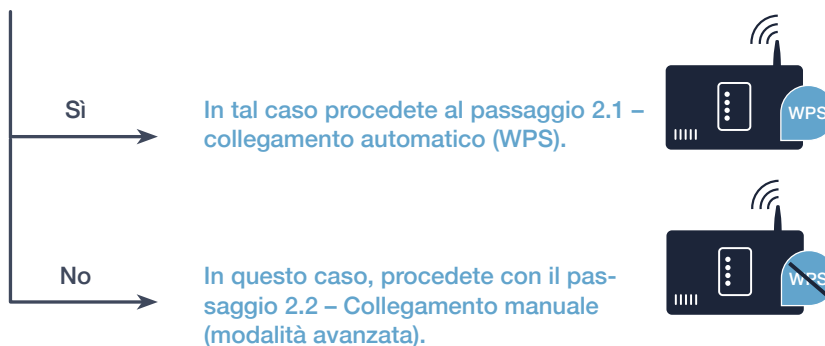 Sì
In tal caso procedete al passaggio 2.1 –
collegamento automatico (WPS).
WPS
No
In questo caso, procedete con il pas-
saggio 2.2 – Collegamento manuale
(modalità avanzata).
WPS